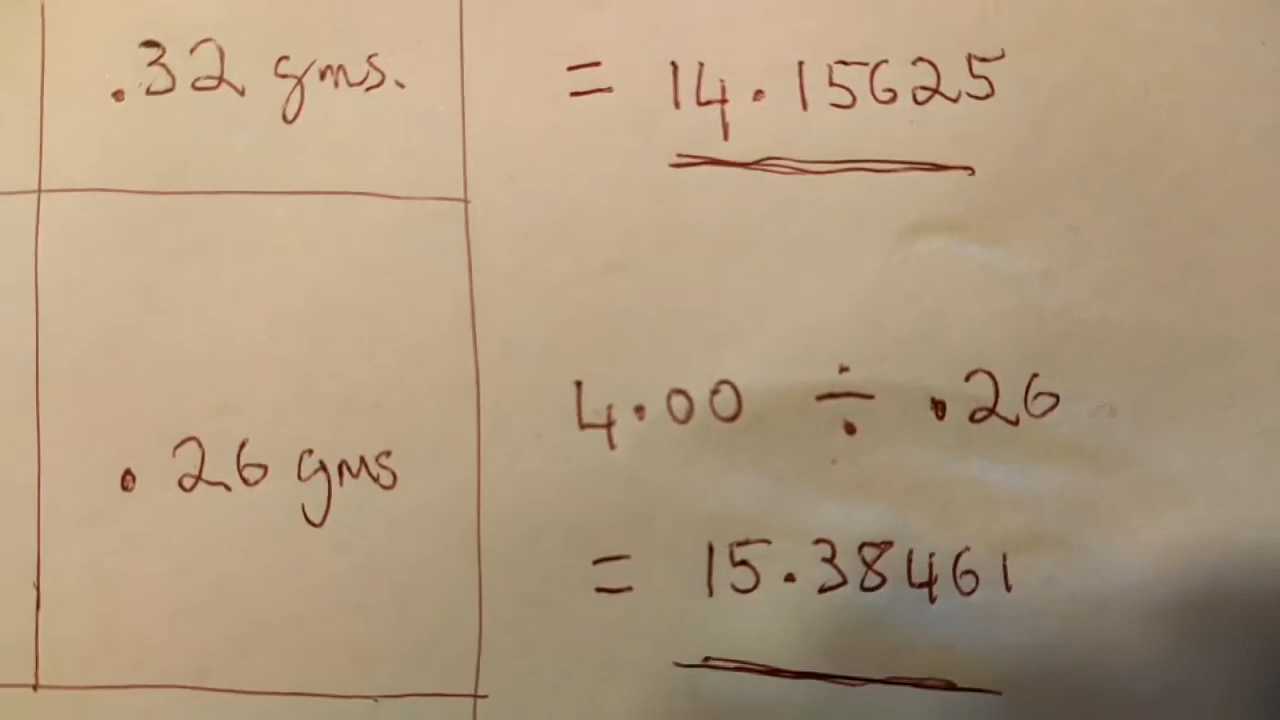 .32 gms.
= 14.15625
4.00 ÷ .26
. 26 gms
= 15.38461